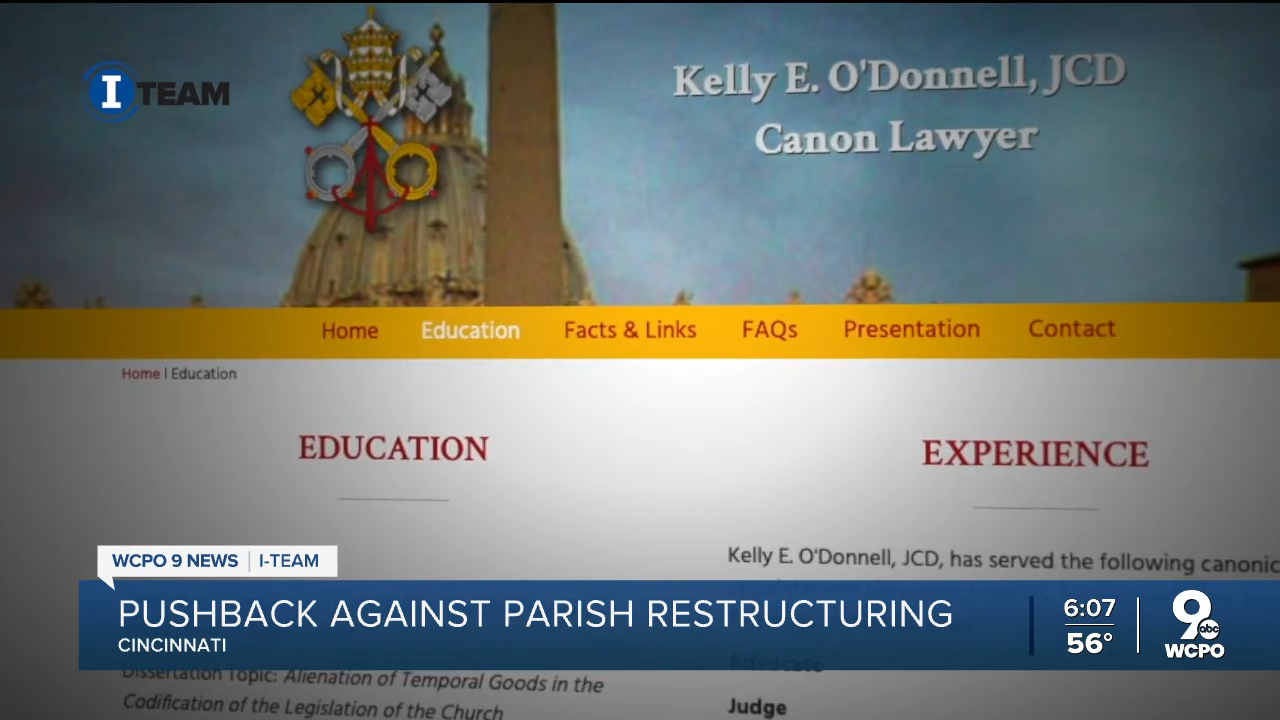 I TEAM
Kelly E. O'Donnell, JCD
Canon Lawyer
Home Education Facts & Links FAQs Presentation Contact
Home | Education
EDUCATION
EXPERIENCE
Kelly E. O'Donnell, JCD, has served the following canonic
WCPO 9 NEWS | I-TEAM
PUSHBACK AGAINST PARISH RESTRUCTURING
CINCINNATI
6:07
56°
9
abc
WCPO
Advocate
Dissertation Topic: Alienation of Temporal Goods in the
Codification of the Legislation of the Church
Judge